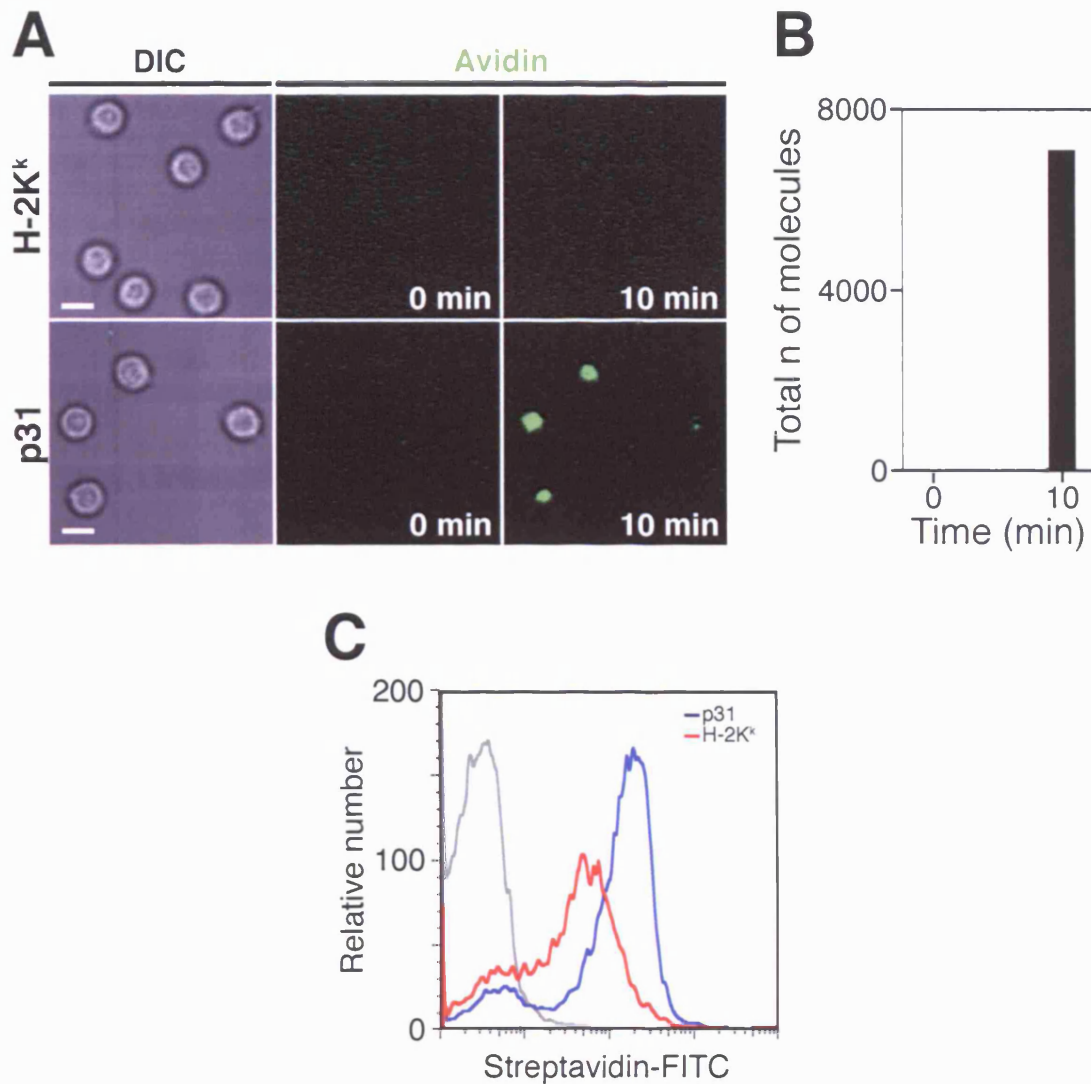 A
DIC
Avidin
H-2Kᵏ
0 min
10 min
p31
0 min
10 min
B
8000
4000
0
Total n of molecules
0
10
Time (min)
C
200
100
0
Relative number
p31
H-2Kᵏ
Streptavidin-FITC